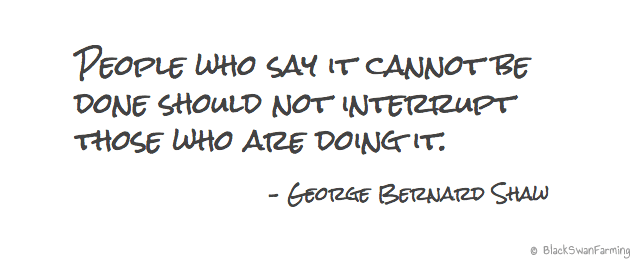 People who say it cannot be
done should not interrupt
those who are doing it.
- George Bernard Shaw
© BlackSwanFarming